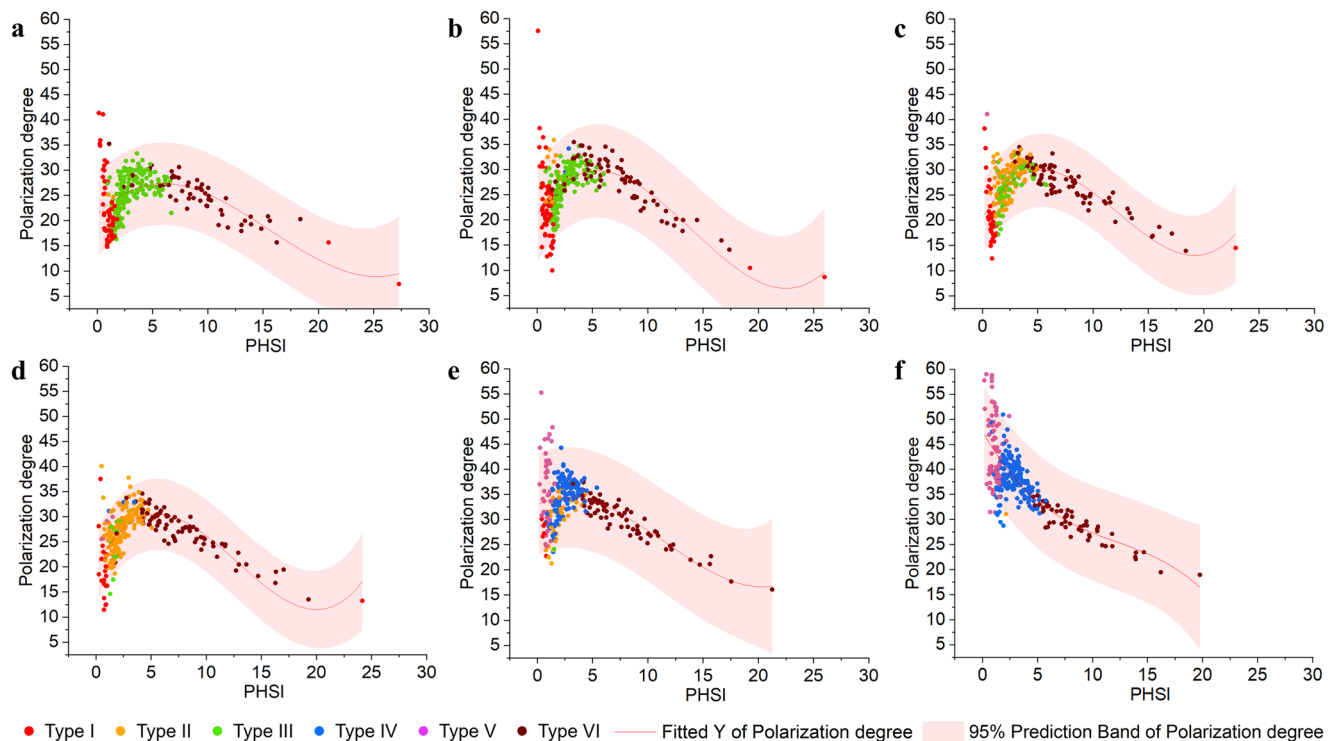 a
60
55
50
45
40
35
30
25
20
15
10
5
Polarization degree
0 5 10 15 20 25 30
PHSI
b
60
55
50
45
40
35
30
25
20
15
10
5
Polarization degree
0 5 10 15 20 25 30
PHSI
c
60
55
50
45
40
35
30
25
20
15
10
5
Polarization degree
0 5 10 15 20 25 30
PHSI
d
60
55
50
45
40
35
30
25
20
15
10
5
Polarization degree
0 5 10 15 20 25 30
PHSI
e
60
55
50
45
40
35
30
25
20
15
10
5
Polarization degree
0 5 10 15 20 25 30
PHSI
f
60
55
50
45
40
35
30
25
20
15
10
5
Polarization degree
0 5 10 15 20 25 30
PHSI
Type I Type II Type III Type IV Type V Type VI Fitted Y of Polarization degree 95% Prediction Band of Polarization degree